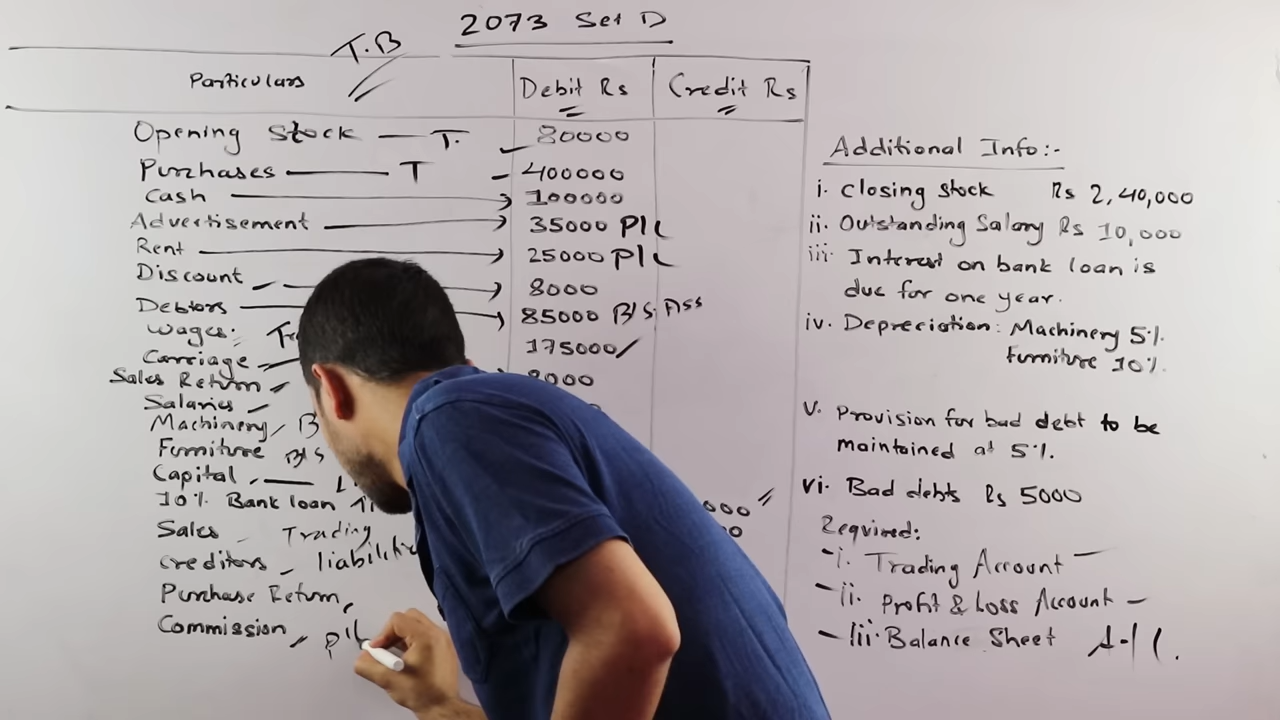 2073 Set D
T.B
Particulars Debit Rs Credit Rs
Opening Stock — T. 80000
Purchases — T 400000
Cash 100000
Advertisement 35000 P/L
Rent 25000 P/L
Discount 8000
Debtors 85000 B/S Ass
Wages: 175000
Carriage 8000
Sales Return
Salaries
Machinery B
Furniture B/S
Capital
10% Bank loan
Sales Trading
Creditors liabilities
Purchase Return
Commission P/L
Additional Info:-
i. Closing stock Rs 2,40,000
ii. Outstanding Salary Rs 10,000
iii. Interest on bank loan is
due for one year.
iv. Depreciation: Machinery 5%.
Furniture 10%.
v. Provision for bad debt to be
maintained at 5%.
vi. Bad debts Rs 5000
Required:
i. Trading Account
ii. Profit & Loss Account
iii. Balance Sheet